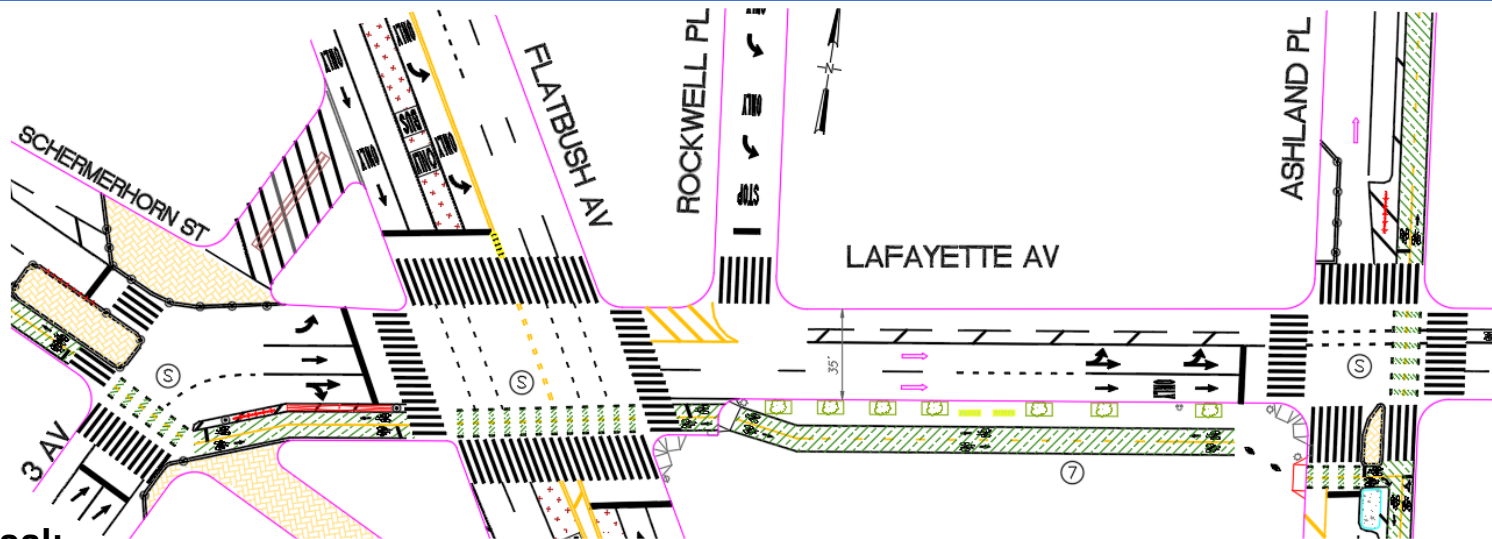 SCHERMERHORN ST
FLATBUSH AV
ROCKWELL PL
ASHLAND PL
LAFAYETTE AV
3 AV
N
ONLY
ONLY
ONLY
ONLY
BUS
ONLY
ONLY
STOP
35'
S
S
S
7